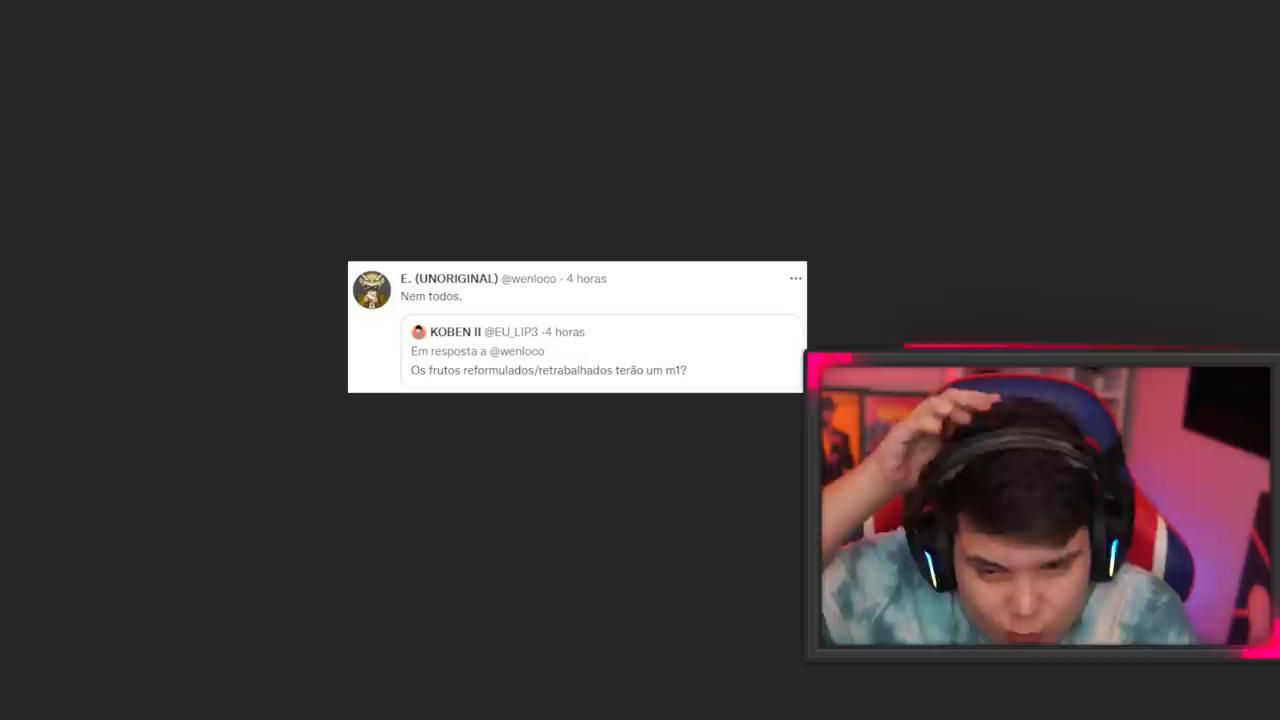 E. (UNORIGINAL) @wenloco · 4 horas
Nem todos.
KOBEN II @EU_LIP3 -4 horas
Em resposta a @wenloco
Os frutos reformulados/retrabalhados terão um m1?